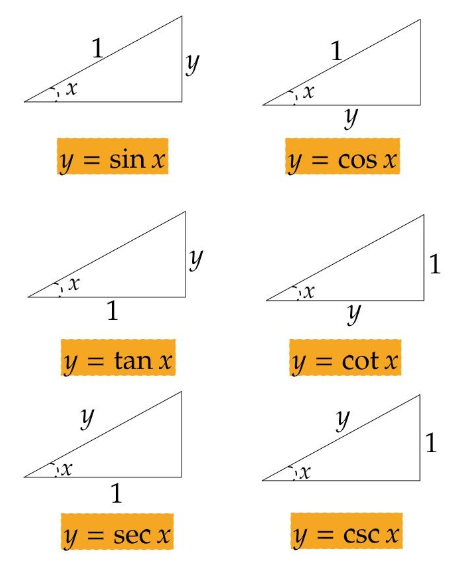 1
y
x
y = sin x
1
x
y
y = cos x
y
x
1
y = tan x
1
x
y
y = cot x
y
x
1
y = sec x
y
1
x
y = csc x